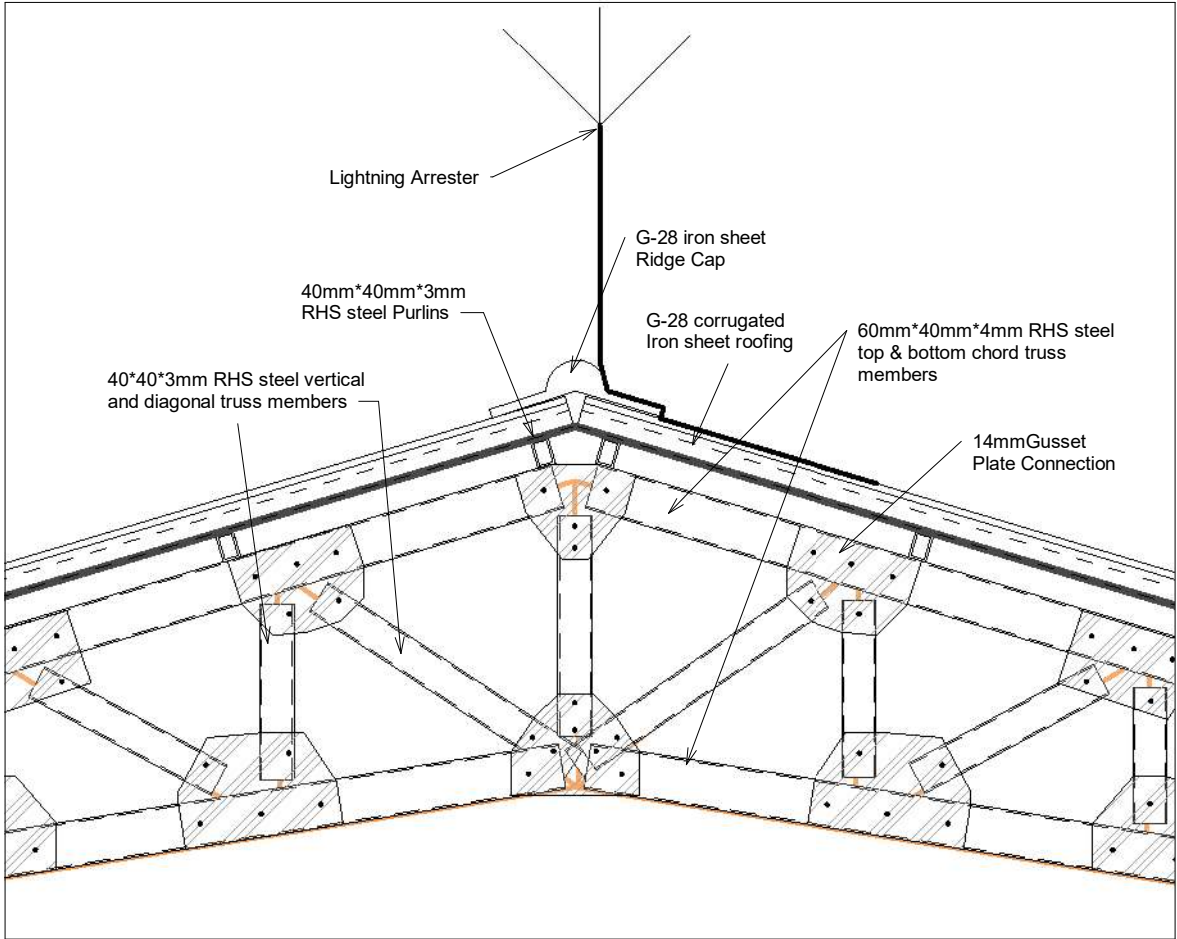 Lightning Arrester
G-28 iron sheet
Ridge Cap
40mm*40mm*3mm
RHS steel Purlins
G-28 corrugated
Iron sheet roofing
60mm*40mm*4mm RHS steel
top & bottom chord truss
members
40*40*3mm RHS steel vertical
and diagonal truss members
14mmGusset
Plate Connection